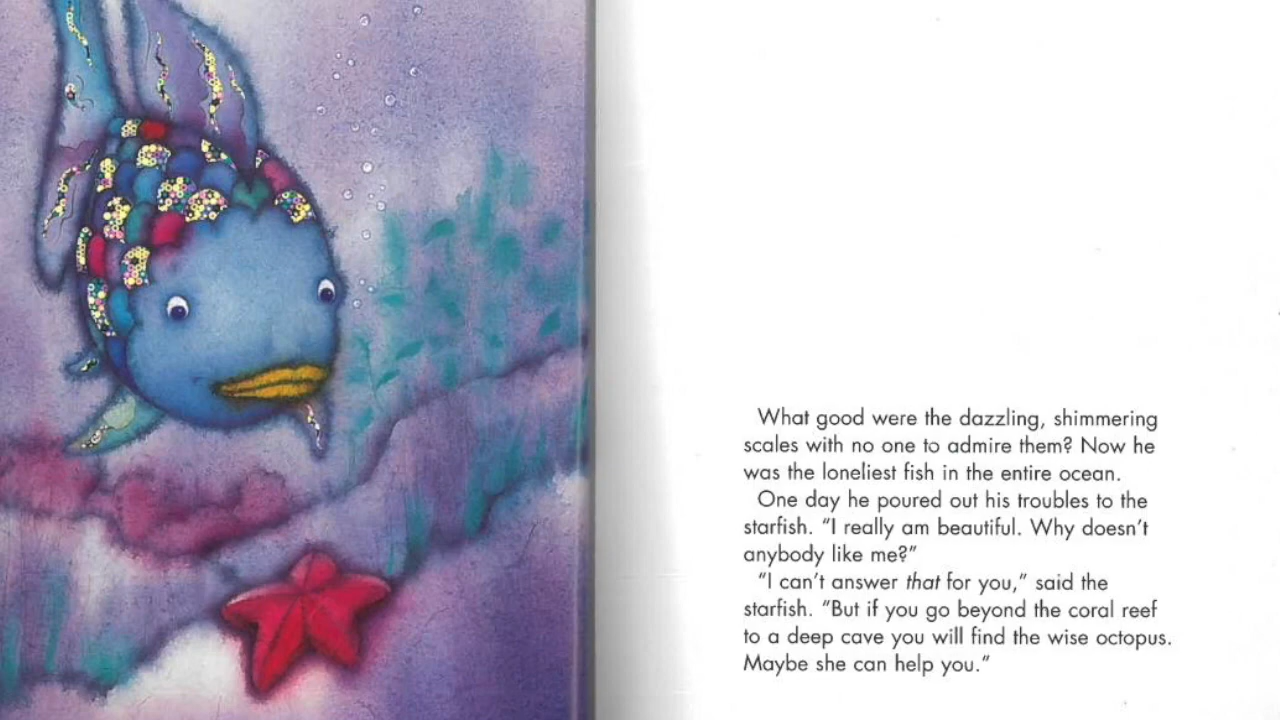 What good were the dazzling, shimmering
scales with no one to admire them? Now he
was the loneliest fish in the entire ocean.
One day he poured out his troubles to the
starfish. “I really am beautiful. Why doesn’t
anybody like me?”
“I can’t answer that for you,” said the
starfish. “But if you go beyond the coral reef
to a deep cave you will find the wise octopus.
Maybe she can help you.”